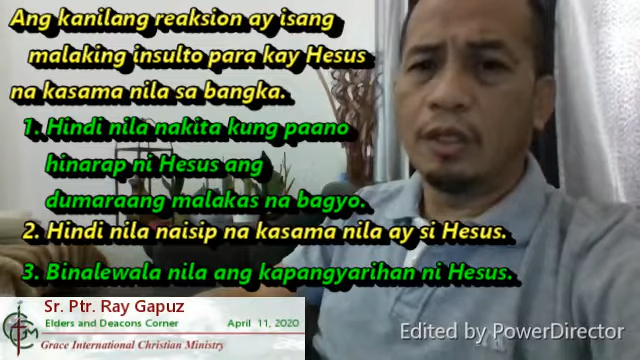 Ang kanilang reaksion ay isang
malaking insulto para kay Hesus
na kasama nila sa bangka.
1. Hindi nila nakita kung paano
hinarap ni Hesus ang
dumaraang malakas na bagyo.
2. Hindi nila naisip na kasama nila ay si Hesus.
3. Binalewala nila ang kapangyarihan ni Hesus.
Sr. Ptr. Ray Gapuz
Elders and Deacons Corner April 11, 2020
Grace International Christian Ministry
Edited by PowerDirector